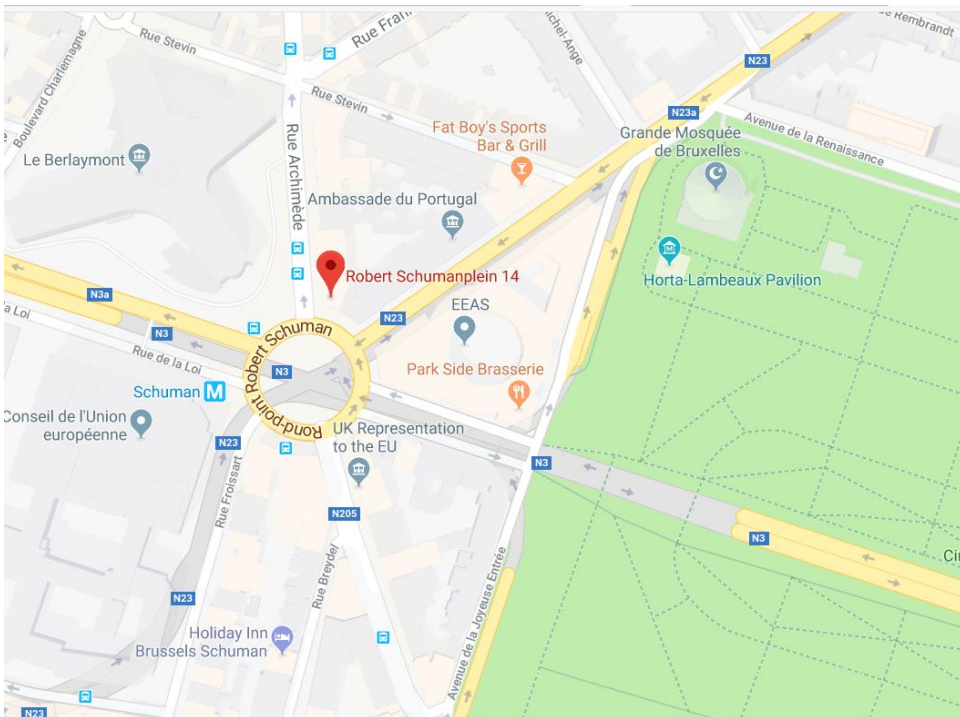 Rue Stevin
Rue Fran
Michel-Ange
Rue Rembrandt
Boulevard Charlemagne
N23
Rue Stevin
N23a
Avenue de la Renaissance
Fat Boy's Sports
Bar & Grill
Grande Mosquée
de Bruxelles
Le Berlaymont
Rue Archimède
Ambassade du Portugal
Robert Schumanplein 14
Horta-Lambeaux Pavilion
N3a
la Loi
N23
EEAS
N3
Rond-point Robert Schuman
Rue de la Loi
N3
Park Side Brasserie
Schuman M
Conseil de l'Union
européenne
N23
UK Representation
to the EU
N3
Rue Froissart
N205
N3
Rue Breydel
Avenue de la Joyeuse Entrée
Cin
N23
Holiday Inn
Brussels Schuman
N23